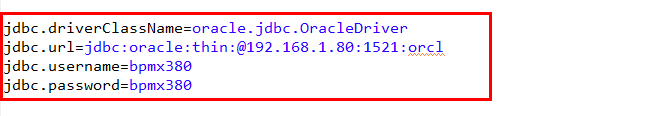 jdbc.driverClassName=oracle.jdbc.OracleDriver
jdbc.url=jdbc:oracle:thin:@192.168.1.80:1521:orcl
jdbc.username=bpmx380
jdbc.password=bpmx380